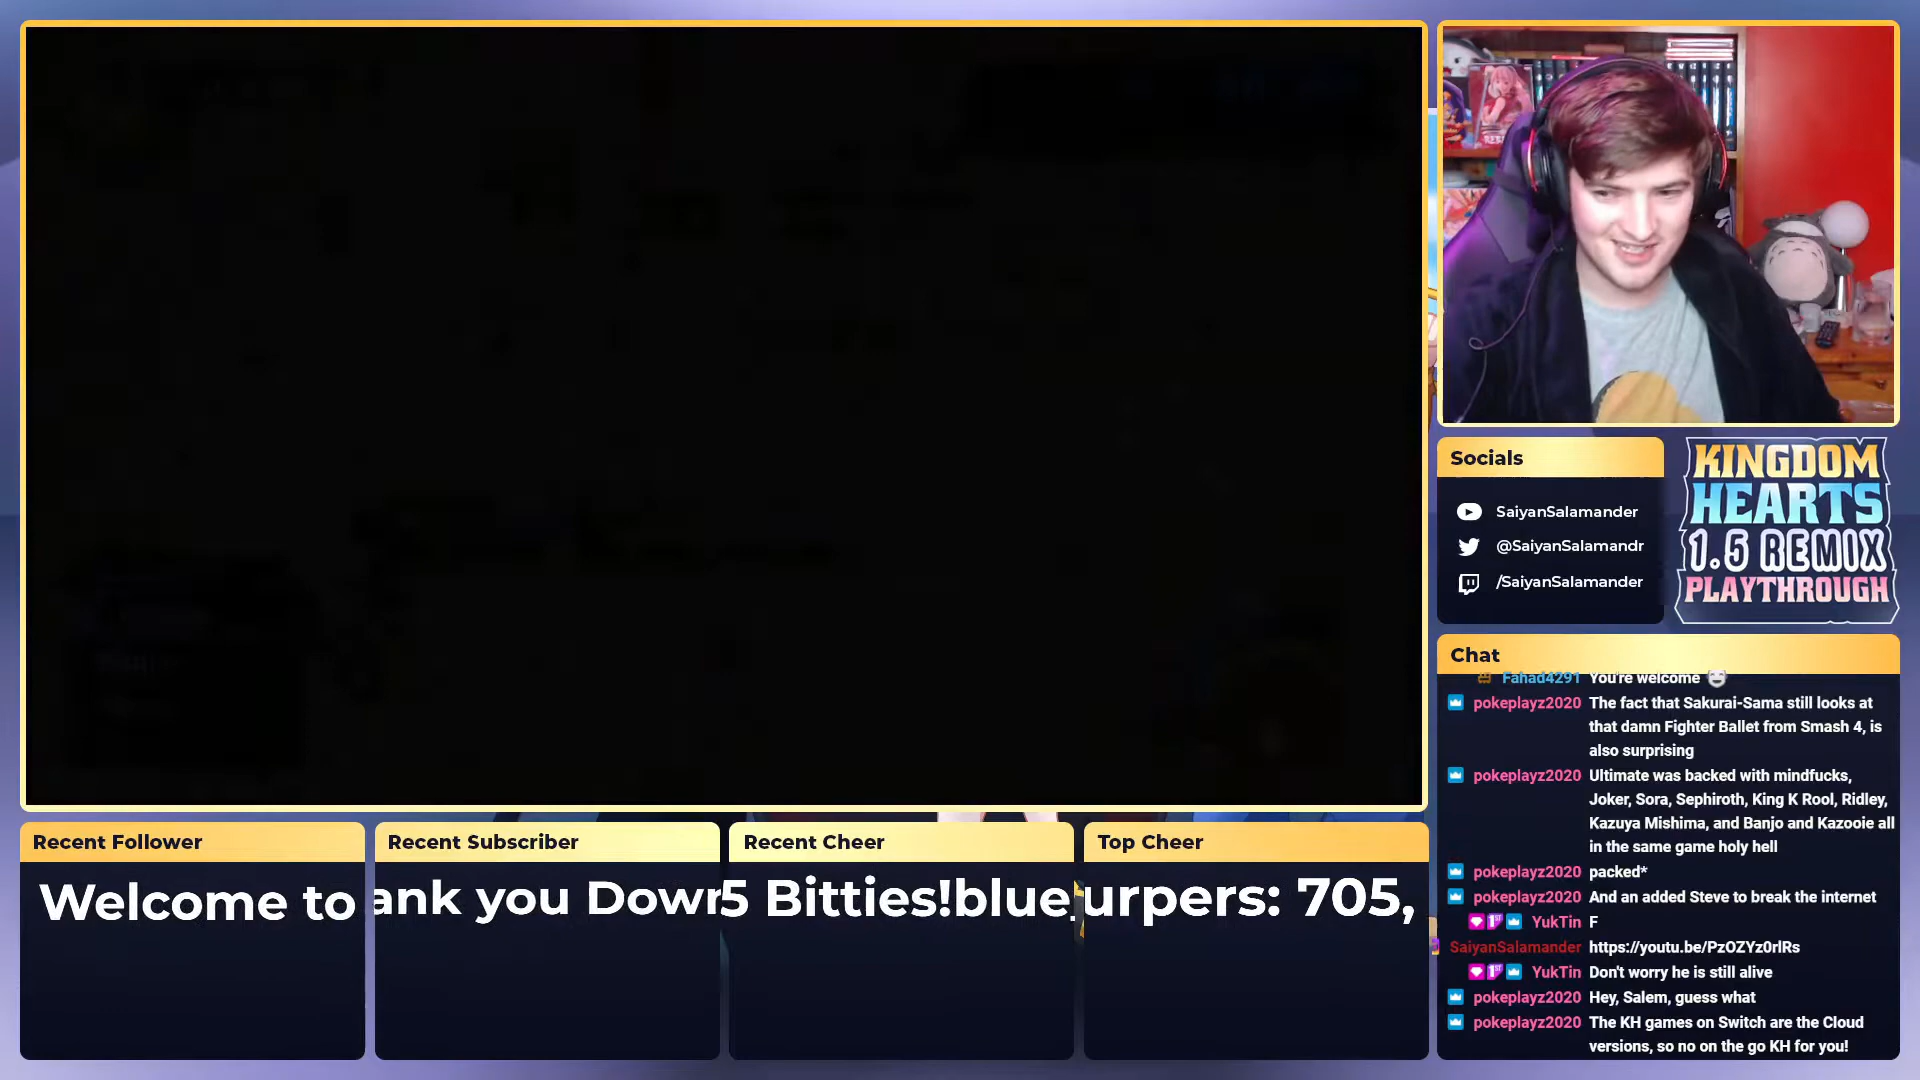 Socials
SaiyanSalamander
@SaiyanSalamandr
/SaiyanSalamander
KINGDOM
HEARTS
1.5 REMIX
PLAYTHROUGH
Chat
Fahad4291 You're welcome
pokeplayz2020 The fact that Sakurai-Sama still looks at
that damn Fighter Ballet from Smash 4, is
also surprising
pokeplayz2020 Ultimate was backed with mindfucks,
Joker, Sora, Sephiroth, King K Rool, Ridley,
Kazuya Mishima, and Banjo and Kazooie all
in the same game holy hell
pokeplayz2020 packed*
pokeplayz2020 And an added Steve to break the internet
YukTin F
SaiyanSalamander https://youtu.be/PzOZYz0rlRs
YukTin Don't worry he is still alive
pokeplayz2020 Hey, Salem, guess what
pokeplayz2020 The KH games on Switch are the Cloud
versions, so no on the go KH for you!
Recent Follower
Welcome to
Recent Subscriber
ank you Dow
Recent Cheer
5 Bitties!blue
Top Cheer
urpers: 705,